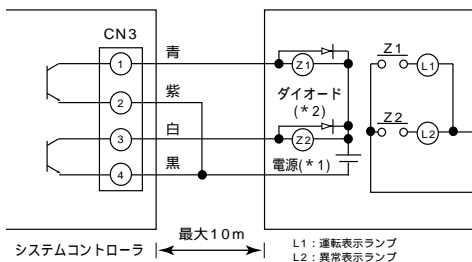 CN3
1
青
Z1
2
紫
3
白
Z2
4
黒
ダイオード
(*2)
電源(*1)
Z1
L1
Z2
L2
システムコントローラ
最大10m
L1：運転表示ランプ
L2：異常表示ランプ